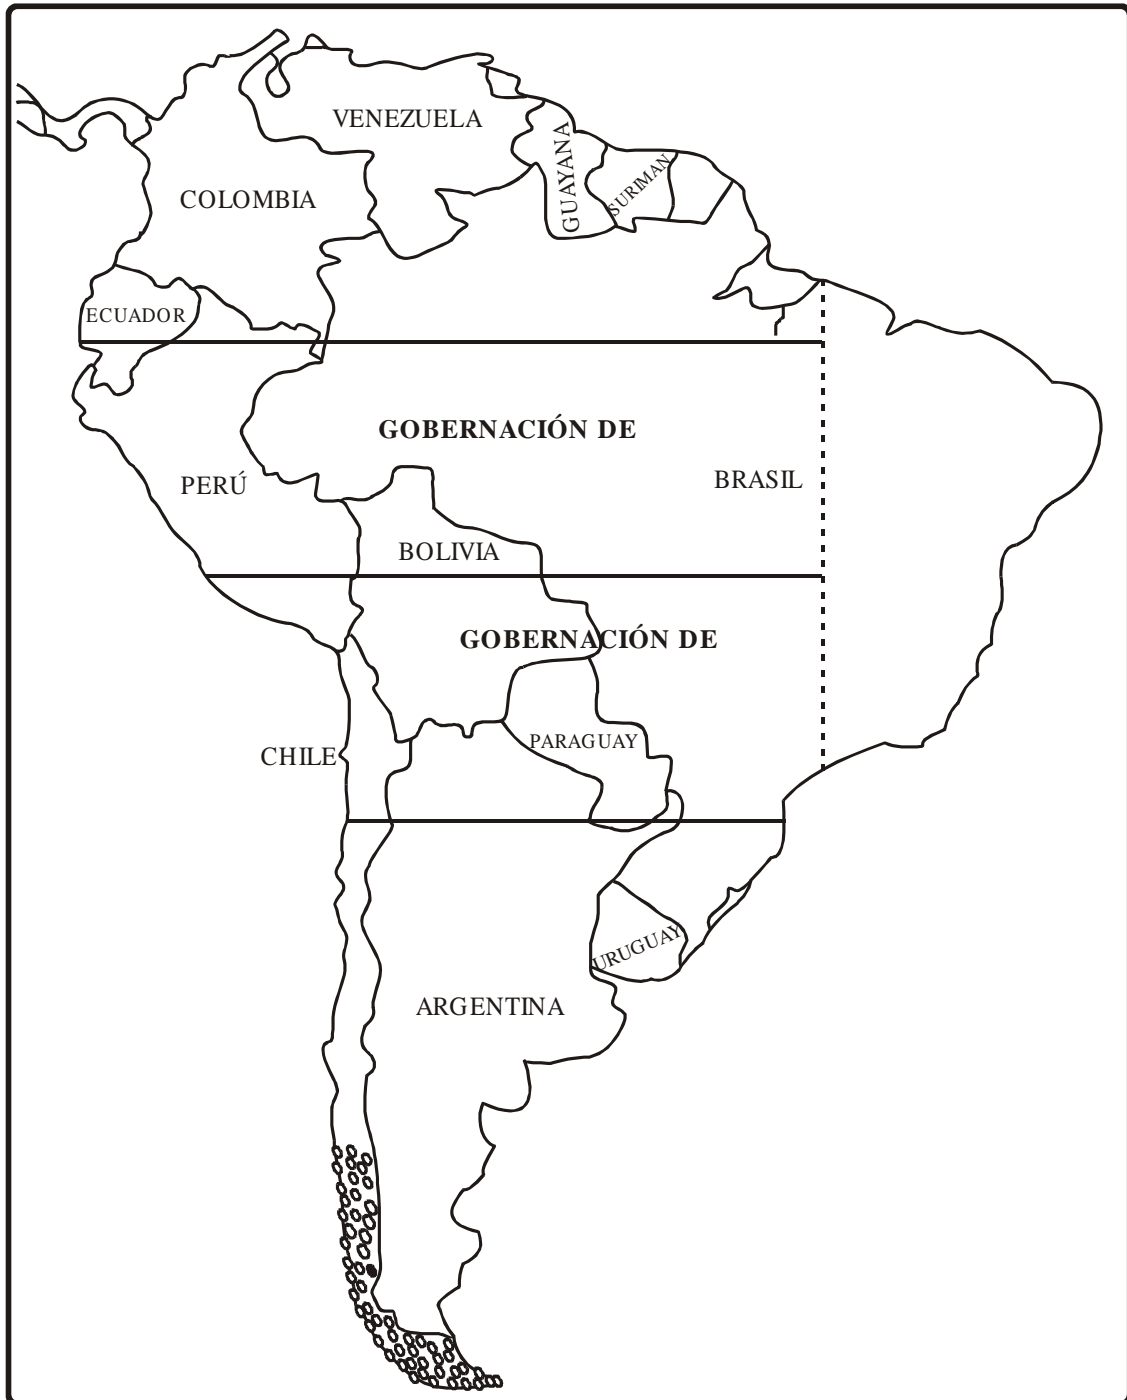 VENEZUELA
GUAYANA
SURIMAN
COLOMBIA
ECUADOR
GOBERNACIÓN DE
PERÚ
BRASIL
BOLIVIA
GOBERNACIÓN DE
PARAGUAY
CHILE
URUGUAY
ARGENTINA